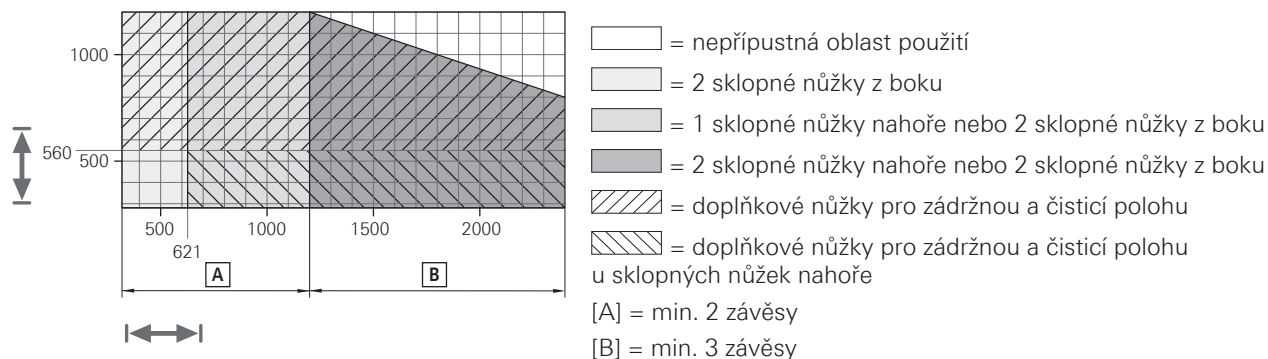 1000
560 500
500 1000 1500 2000
621
A B
= nepřípustná oblast použití
= 2 sklopné nůžky z boku
= 1 sklopné nůžky nahoře nebo 2 sklopné nůžky z boku
= 2 sklopné nůžky nahoře nebo 2 sklopné nůžky z boku
= doplňkové nůžky pro zádržnou a čisticí polohu
= doplňkové nůžky pro zádržnou a čisticí polohu
u sklopných nůžek nahoře
[A] = min. 2 závěsy
[B] = min. 3 závěsy